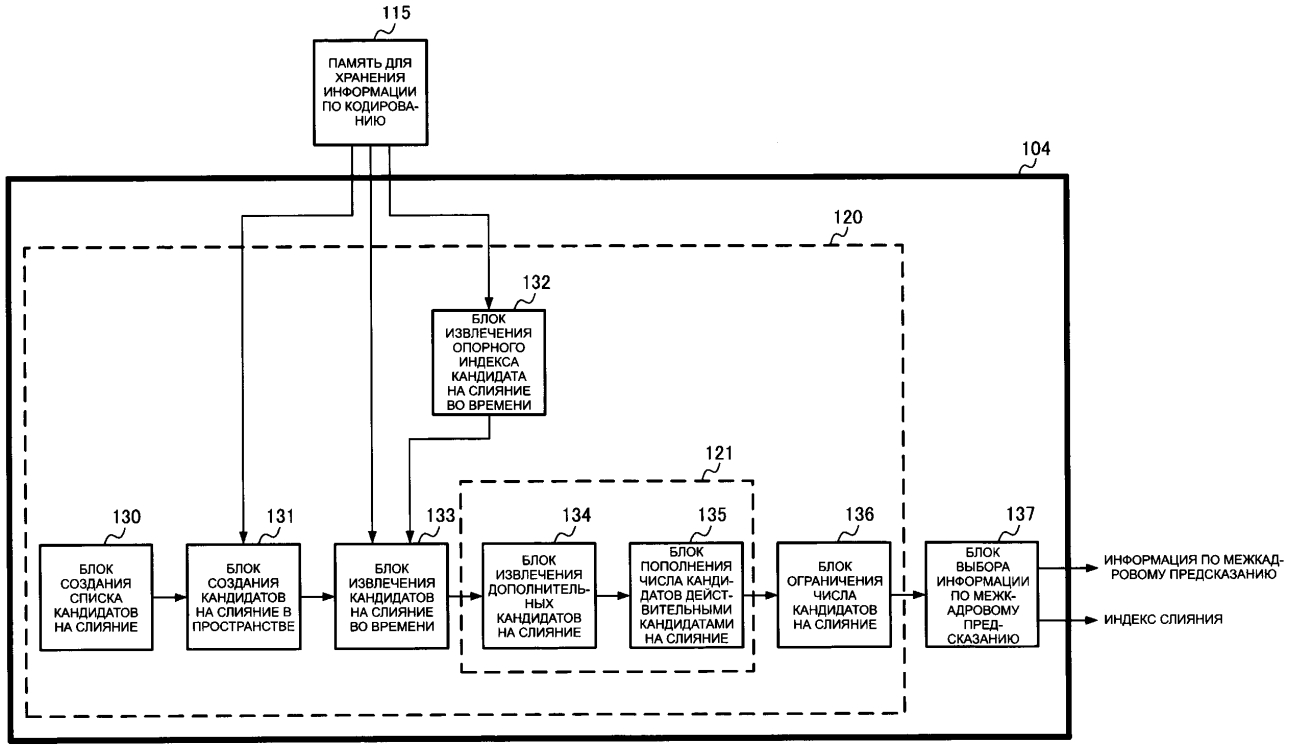 115
ПАМЯТЬ ДЛЯ
ХРАНЕНИЯ
ИНФОРМАЦИИ
ПО КОДИРОВА-
НИЮ
104
120
132
БЛОК
ИЗВЛЕЧЕНИЯ
ОПОРНОГО
ИНДЕКСА
КАНДИДАТА
НА СЛИЯНИЕ
ВО ВРЕМЕНИ
121
130
БЛОК
СОЗДАНИЯ
СПИСКА
КАНДИДАТОВ
НА СЛИЯНИЕ
131
БЛОК
СОЗДАНИЯ
КАНДИДАТОВ
НА СЛИЯНИЕ В
ПРОСТРАНСТВЕ
133
БЛОК
ИЗВЛЕЧЕНИЯ
КАНДИДАТОВ
НА СЛИЯНИЕ
ВО ВРЕМЕНИ
134
БЛОК
ИЗВЛЕЧЕНИЯ
ДОПОЛНИТЕЛЬ-
НЫХ
КАНДИДАТОВ
НА СЛИЯНИЕ
135
БЛОК
ПОПОЛНЕНИЯ
ЧИСЛА КАНДИ-
ДАТОВ ДЕЙСТ-
ВИТЕЛЬНЫМИ
КАНДИДАТАМИ
НА СЛИЯНИЕ
136
БЛОК
ОГРАНИЧЕНИЯ
ЧИСЛА
КАНДИДАТОВ
НА СЛИЯНИЕ
137
БЛОК
ВЫБОРА
ИНФОРМАЦИИ
ПО МЕЖК-
АДРОВОМУ
ПРЕД-
СКАЗАНИЮ
ИНФОРМАЦИЯ ПО МЕЖКАД-
РОВОМУ ПРЕДСКАЗАНИЮ
ИНДЕКС СЛИЯНИЯ